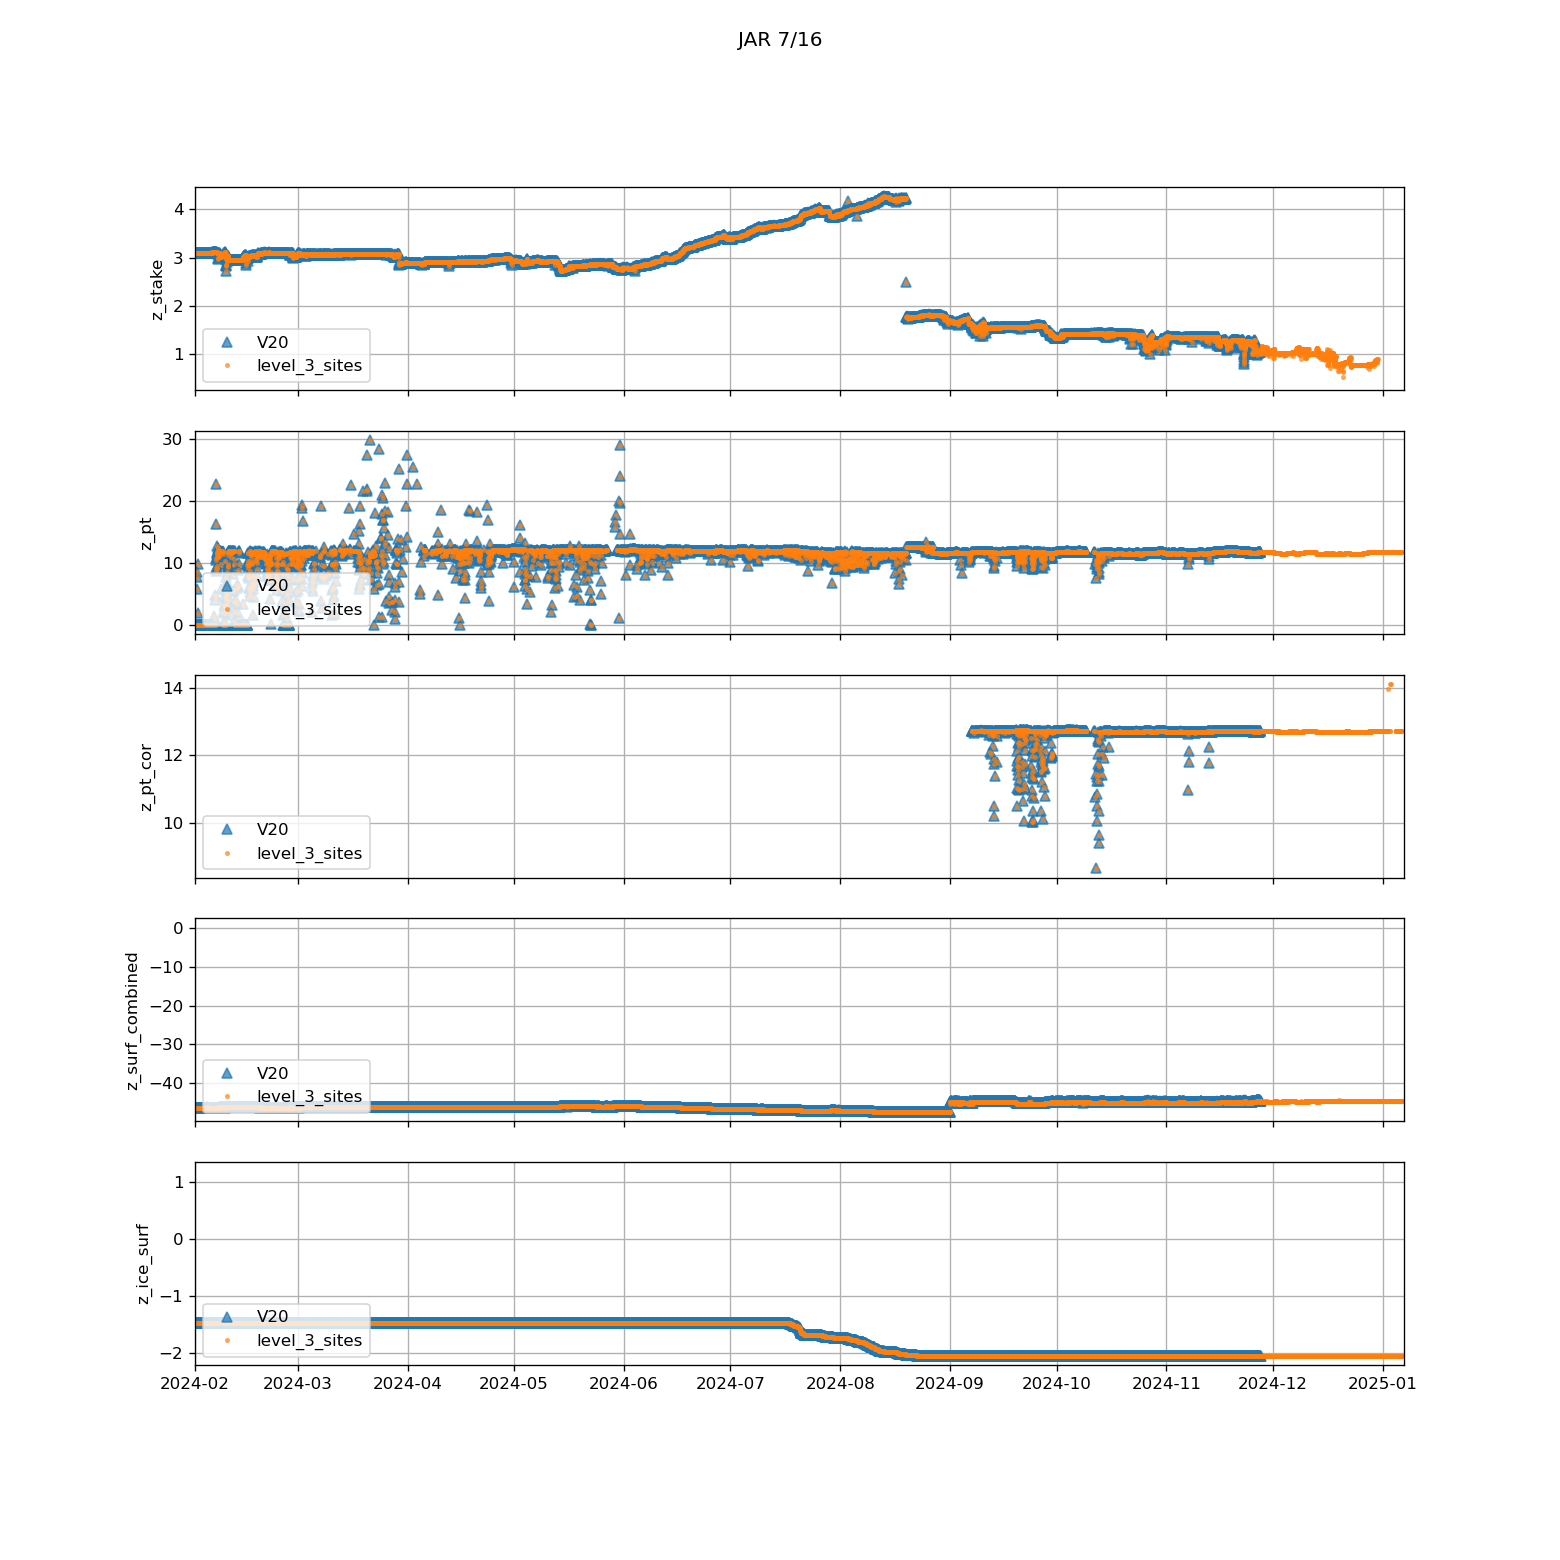 JAR 7/16
z_stake
4
3
2
1
V20
level_3_sites
z_pt
30
20
10
0
V20
level_3_sites
z_pt_cor
14
12
10
V20
level_3_sites
z_surf_combined
0
−10
−20
−30
−40
V20
level_3_sites
z_ice_surf
1
0
−1
−2
V20
level_3_sites
2024-02 2024-03 2024-04 2024-05 2024-06 2024-07 2024-08 2024-09 2024-10 2024-11 2024-12 2025-01